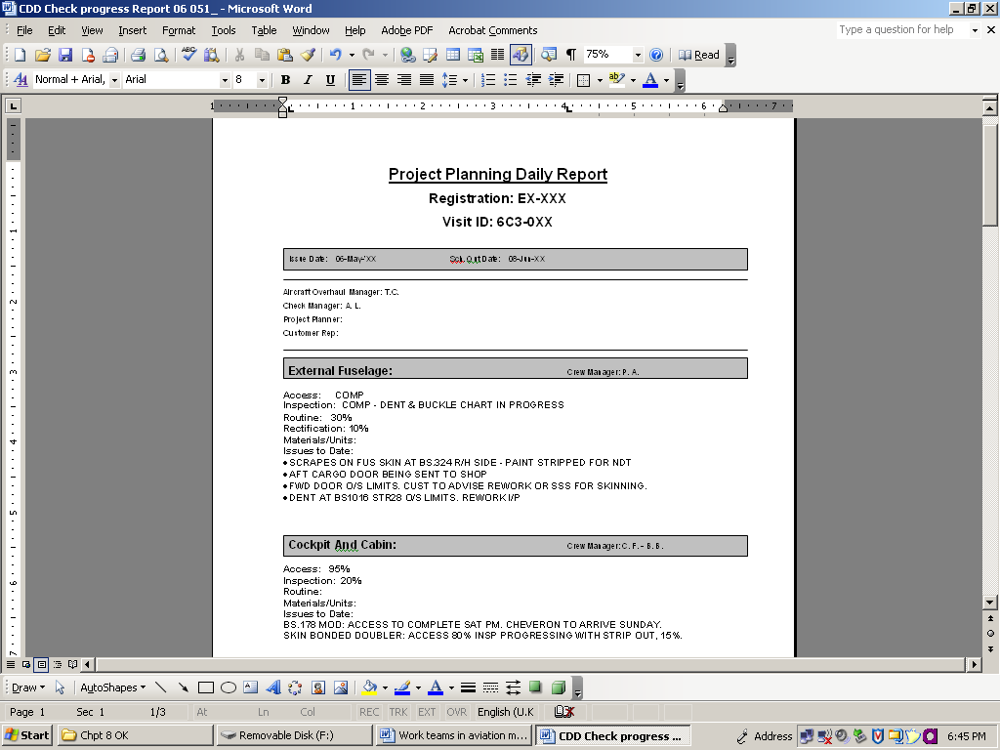 CDD Check progress Report 06 051_ - Microsoft Word
File Edit View Insert Format Tools Table Window Help Adobe PDF Acrobat Comments Type a question for help
75% Read
Normal + Arial, Arial 8 B I U
1 1 2 3 4 5 6 7
Project Planning Daily Report
Registration: EX-XXX
Visit ID: 6C3-0XX
Issue Date: 06-May-'XX Sch. Out Date: 08-Jun-XX
Aircraft Overhaul Manager: T.C.
Check Manager: A. L.
Project Planner:
Customer Rep:
External Fuselage: Crew Manager: P. A.
Access: COMP
Inspection: COMP - DENT & BUCKLE CHART IN PROGRESS
Routine: 30%
Rectification: 10%
Materials/Units:
Issues to Date:
• SCRAPES ON FUS SKIN AT BS.324 R/H SIDE - PAINT STRIPPED FOR NDT
• AFT CARGO DOOR BEING SENT TO SHOP
• FWD DOOR O/S LIMITS. CUST TO ADVISE REWORK OR SSS FOR SKINNING.
• DENT AT BS1016 STR28 O/S LIMITS. REWORK I/P
Cockpit And Cabin: Crew Manager: C. F. - B.B.
Access: 95%
Inspection: 20%
Routine:
Materials/Units:
Issues to Date:
BS.178 MOD: ACCESS TO COMPLETE SAT PM. CHEVERON TO ARRIVE SUNDAY.
SKIN BONDED DOUBLER: ACCESS 80% INSP PROGRESSING WITH STRIP OUT, 15%.
Draw AutoShapes
Page 1 Sec 1 1/3 At Ln Col REC TRK EXT OVR English (U.K
Start Chpt 8 OK Removable Disk (F:) Work teams in aviation m... CDD Check progress ... Address 6:45 PM